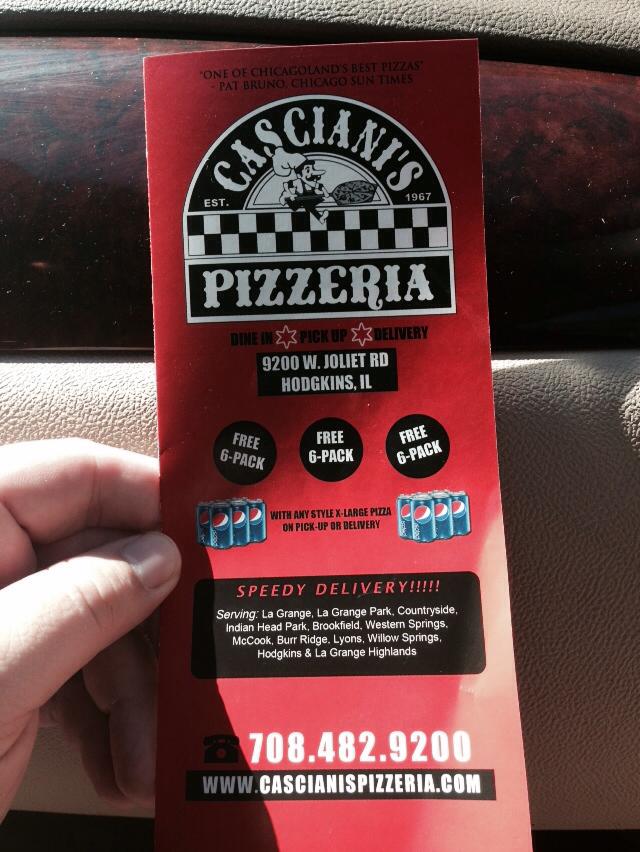 "ONE OF CHICAGOLAND'S BEST PIZZAS"
- PAT BRUNO, CHICAGO SUN TIMES
CASCIANI'S
EST. 1967
PIZZERIA
DINE IN PICK UP DELIVERY
9200 W. JOLIET RD
HODGKINS, IL
FREE 6-PACK
FREE 6-PACK
FREE 6-PACK
WITH ANY STYLE X-LARGE PIZZA
ON PICK-UP OR DELIVERY
SPEEDY DELIVERY!!!!!
Serving: La Grange, La Grange Park, Countryside,
Indian Head Park, Brookfield, Western Springs,
McCook, Burr Ridge, Lyons, Willow Springs,
Hodgkins & La Grange Highlands
708.482.9200
WWW.CASCIANISPIZZERIA.COM